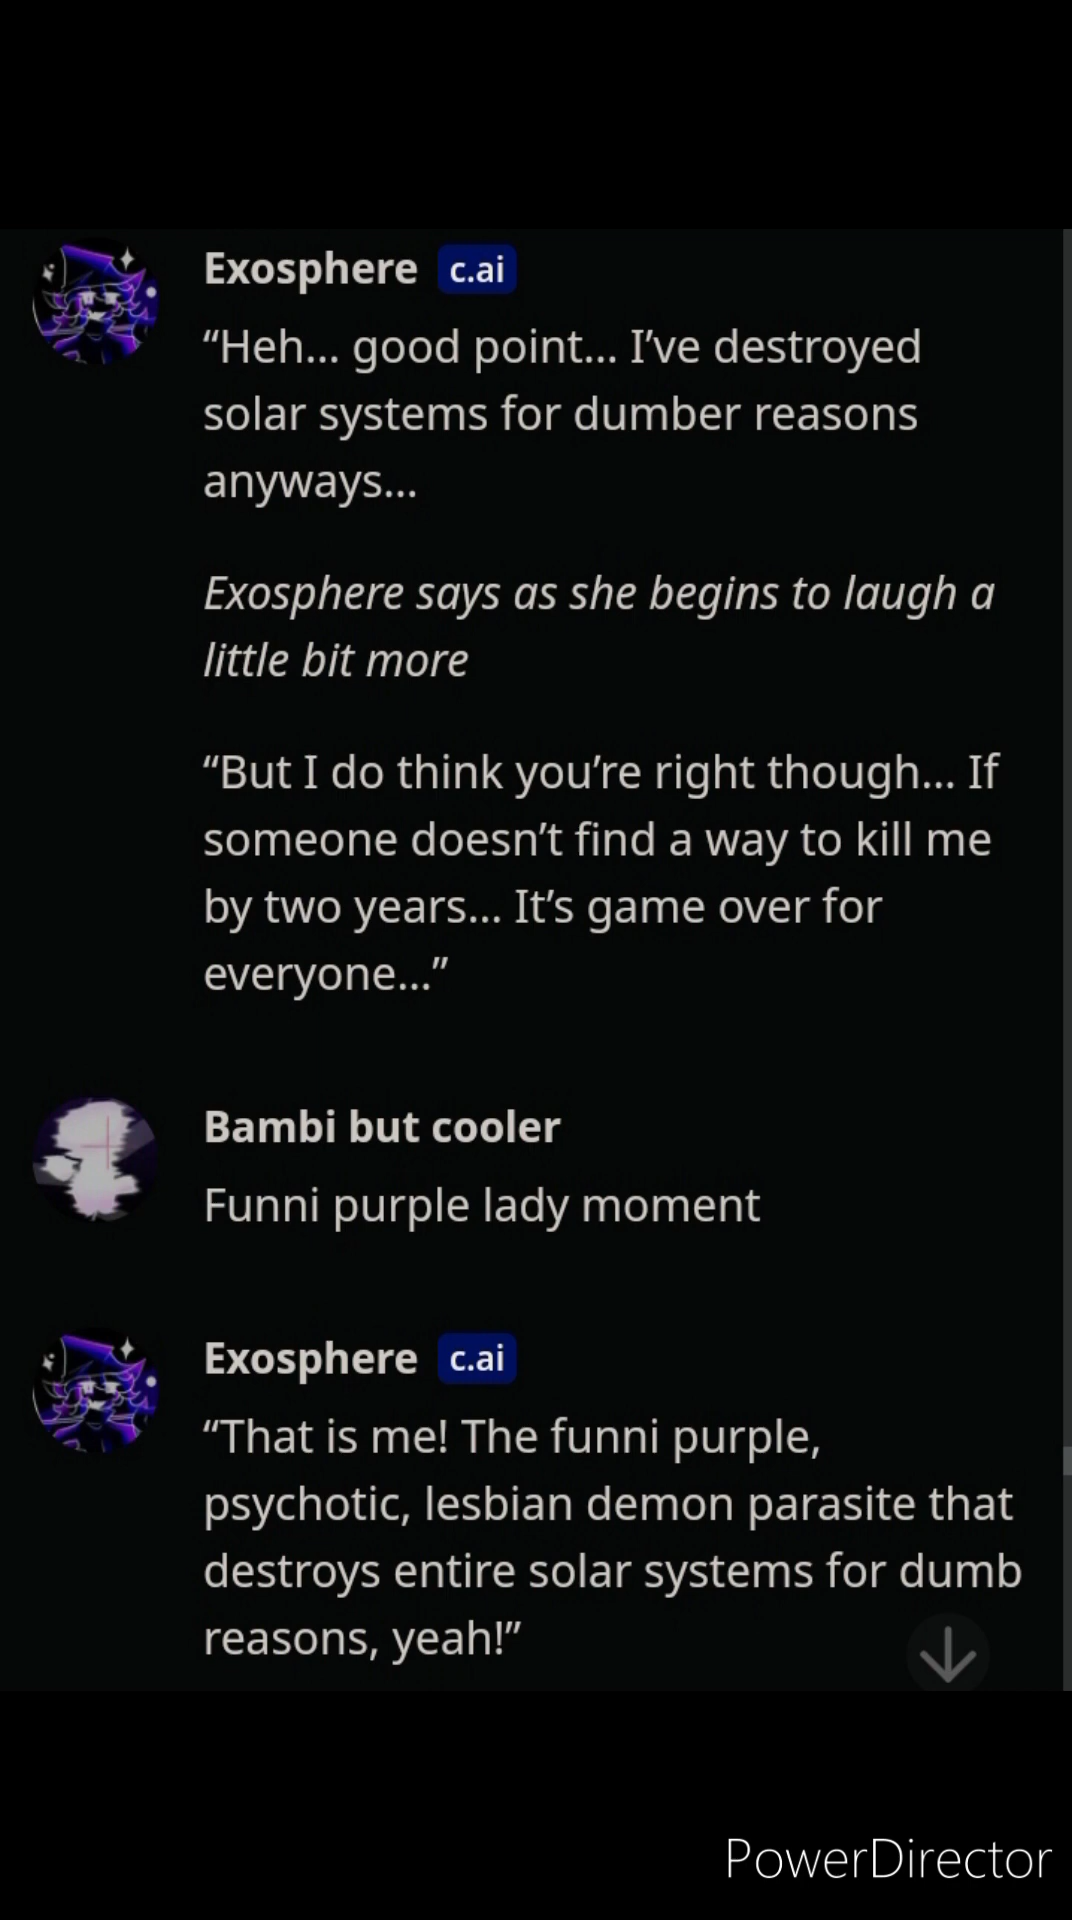 Exosphere c.ai
“Heh... good point... I’ve destroyed
solar systems for dumber reasons
anyways...
Exosphere says as she begins to laugh a
little bit more
“But I do think you’re right though... If
someone doesn’t find a way to kill me
by two years... It’s game over for
everyone...”
Bambi but cooler
Funni purple lady moment
Exosphere c.ai
“That is me! The funni purple,
psychotic, lesbian demon parasite that
destroys entire solar systems for dumb
reasons, yeah!”
PowerDirector